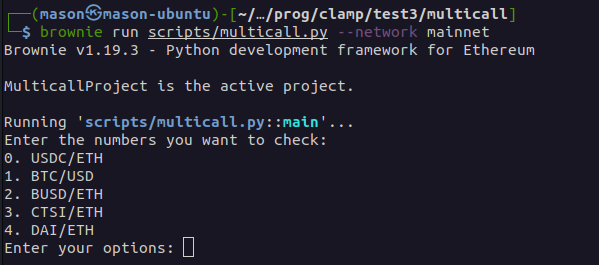 ┌──(mason㉿mason-ubuntu)-[~/…/prog/clamp/test3/multicall]
└─$ brownie run scripts/multicall.py --network mainnet
Brownie v1.19.3 - Python development framework for Ethereum
MulticallProject is the active project.
Running 'scripts/multicall.py::main'...
Enter the numbers you want to check:
0. USDC/ETH
1. BTC/USD
2. BUSD/ETH
3. CTSI/ETH
4. DAI/ETH
Enter your options: